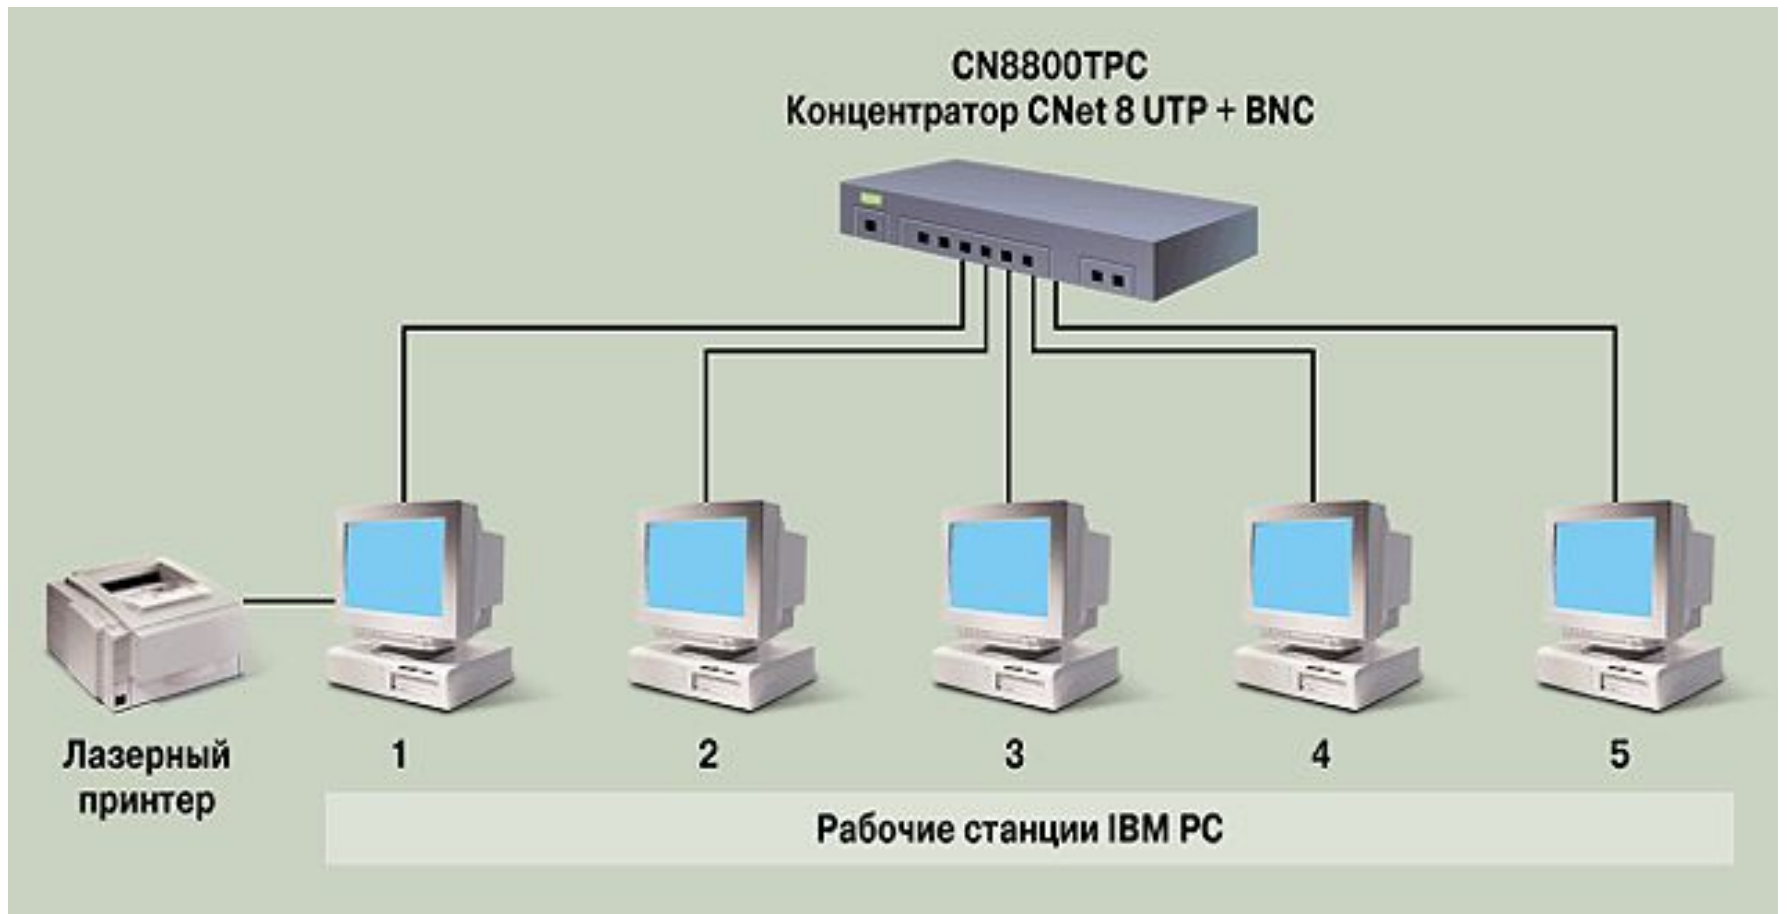 CN8800TPC
Концентратор CNet 8 UTP + BNC
Лазерный
принтер
1
2
3
4
5
Рабочие станции IBM PC